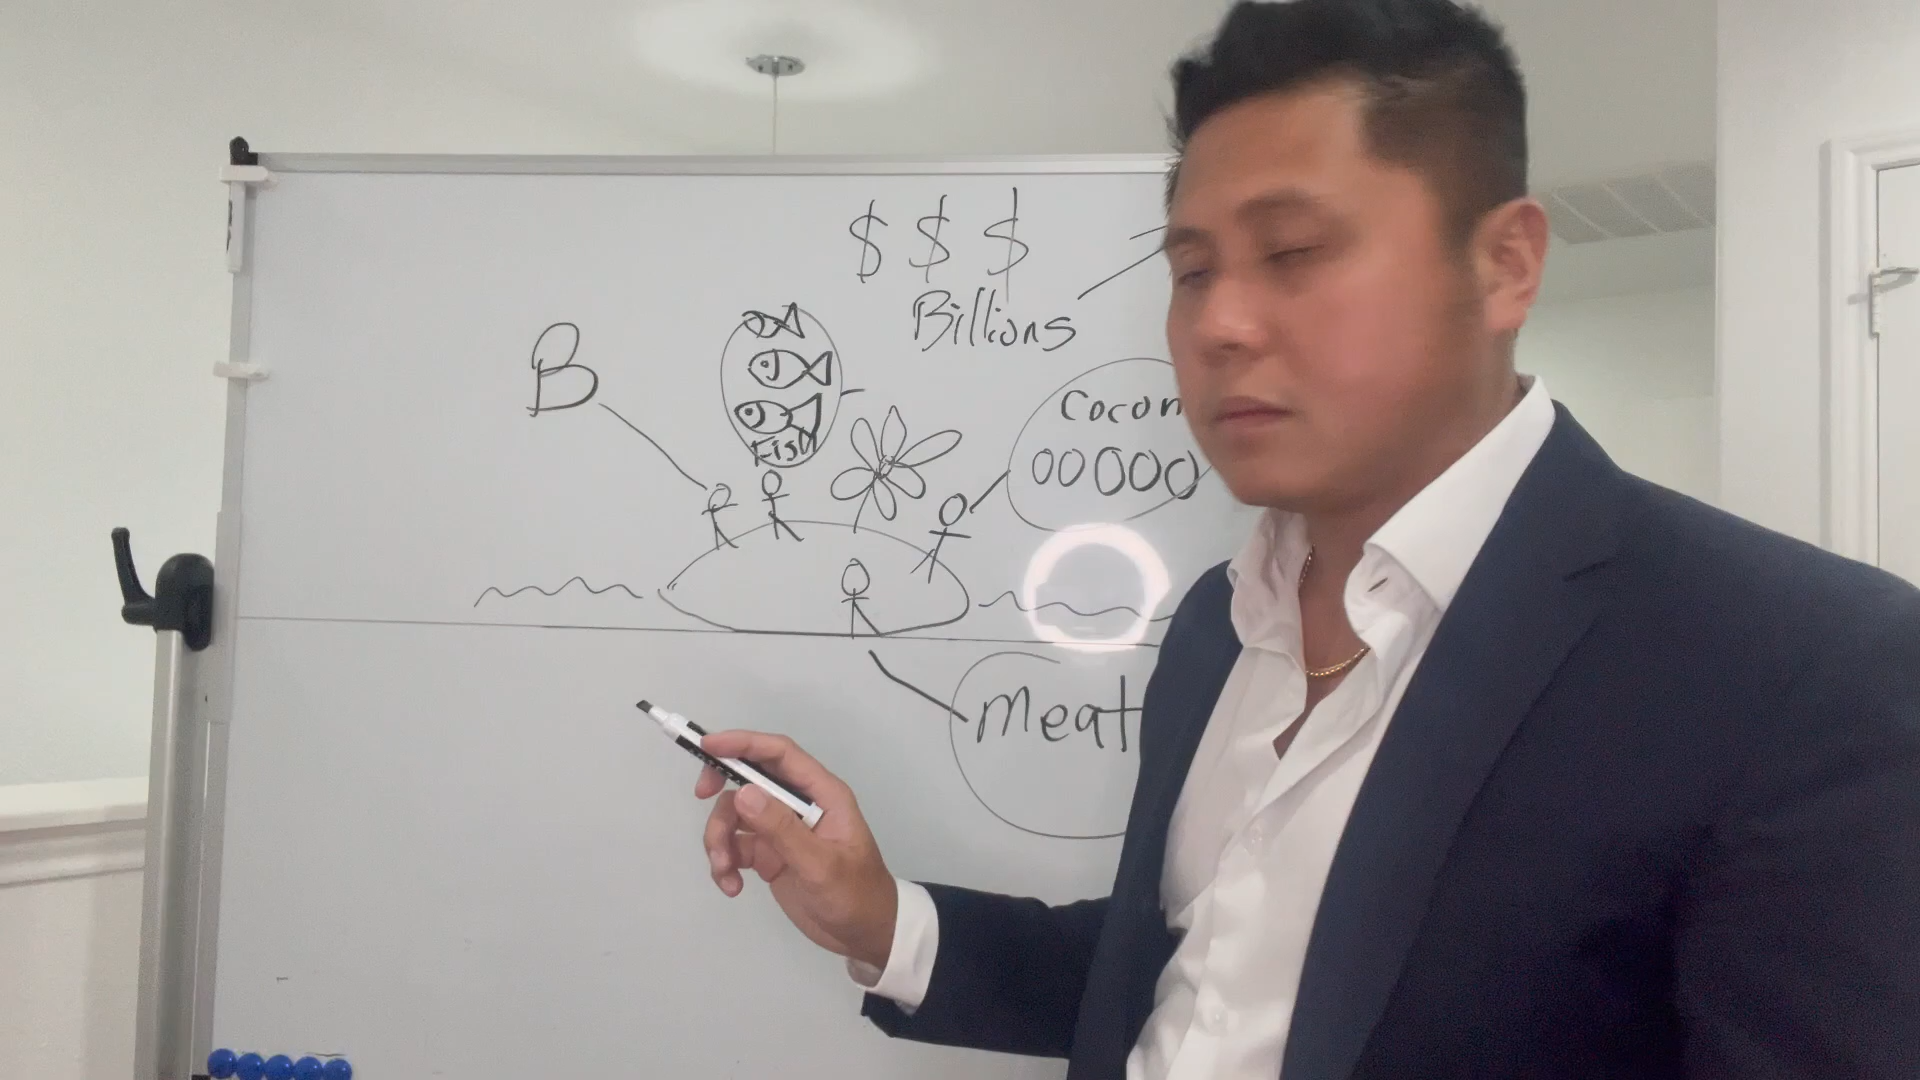 $ $ $
Billions
B
Fish
Cocon
00000
meat